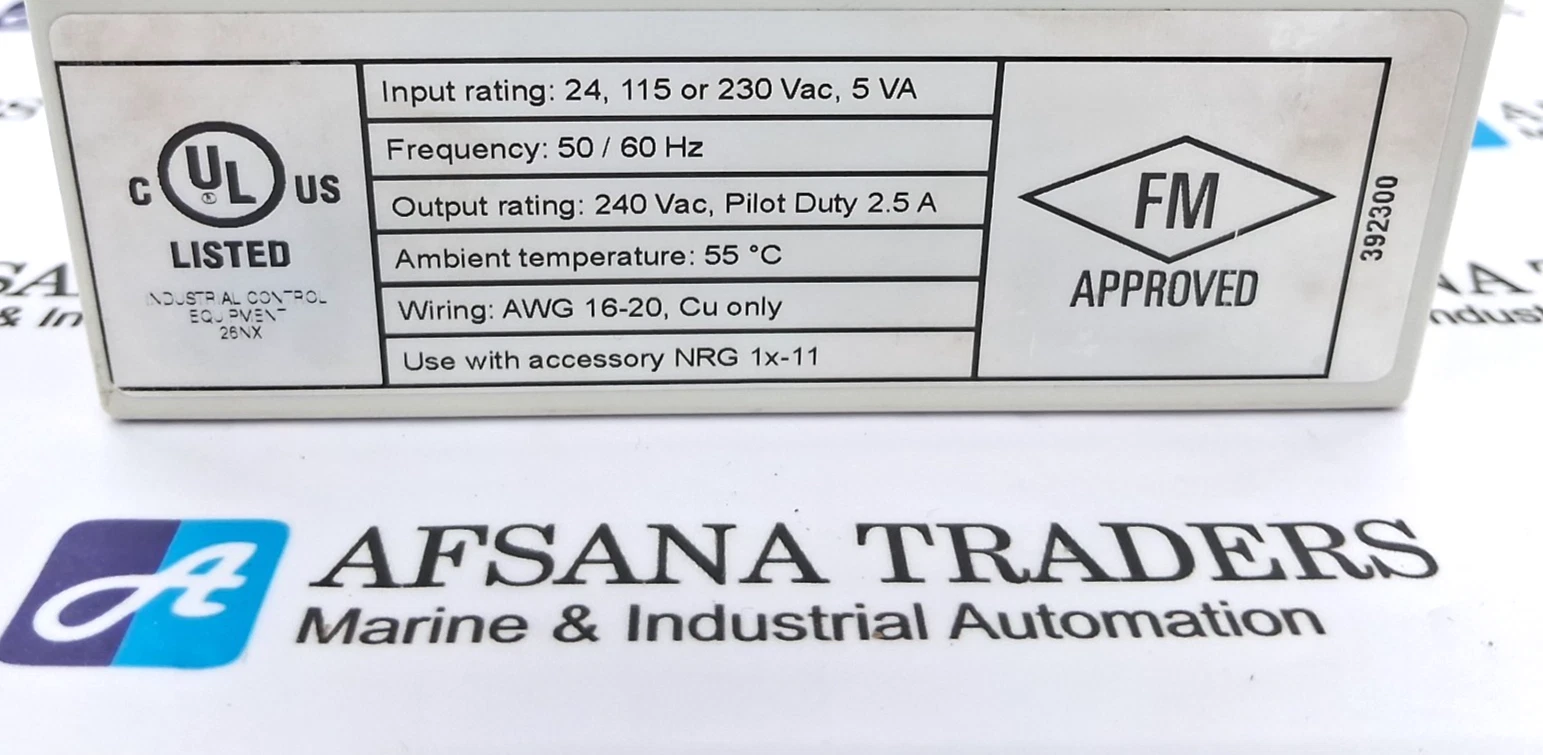 C UL ® US
LISTED
INDUSTRIAL CONTROL
EQUIPMENT
26NX
Input rating: 24, 115 or 230 Vac, 5 VA
Frequency: 50 / 60 Hz
Output rating: 240 Vac, Pilot Duty 2.5 A
Ambient temperature: 55 °C
Wiring: AWG 16-20, Cu only
Use with accessory NRG 1x-11
FM
APPROVED
392300
AFSANA TRADERS
Marine & Industrial Automation